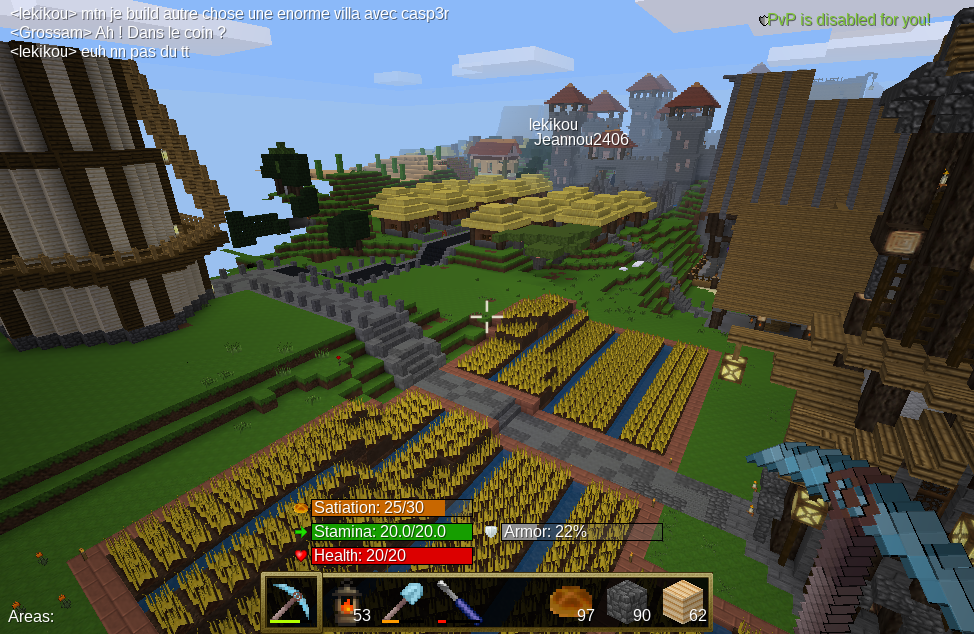 <lekikou> mtn je build autre chose une enorme villa avec casp3r
PvP is disabled for you!
<Grossam> Ah ! Dans le coin ?
<lekikou> euh nn pas du tt
lekikou
Jeannou2406
Satiation: 25/30
Stamina: 20.0/20.0
Armor: 22%
Health: 20/20
53
97
90
62
Areas: